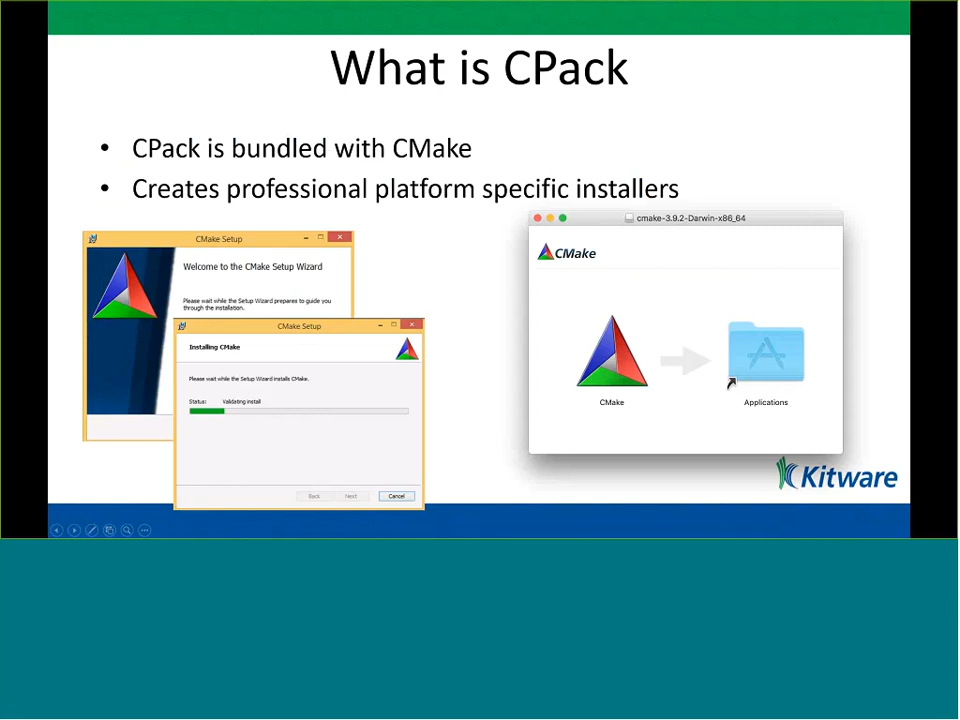 What is CPack
• CPack is bundled with CMake
• Creates professional platform specific installers
CMake Setup
Welcome to the CMake Setup Wizard
Please wait while the Setup Wizard prepares to guide you
through the installation.
CMake Setup
Installing CMake
Please wait while the Setup Wizard installs CMake.
Status: Validating install
Back Next Cancel
cmake-3.9.2-Darwin-x86_64
CMake
CMake
Applications
Kitware